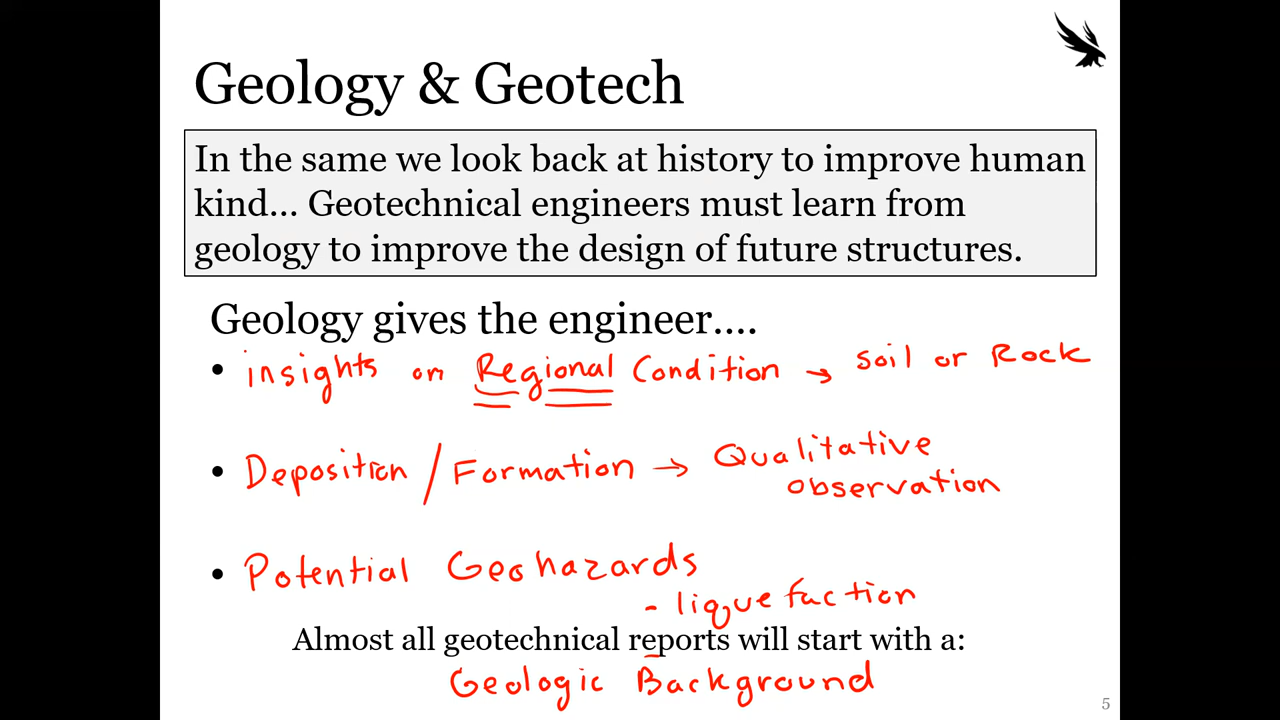 Geology & Geotech
In the same we look back at history to improve human
kind... Geotechnical engineers must learn from
geology to improve the design of future structures.
Geology gives the engineer....
• insights on Regional Condition → Soil or Rock
• Deposition / Formation → Qualitative
observation
• Potential Geohazards
- liquefaction
Almost all geotechnical reports will start with a:
Geologic Background
5